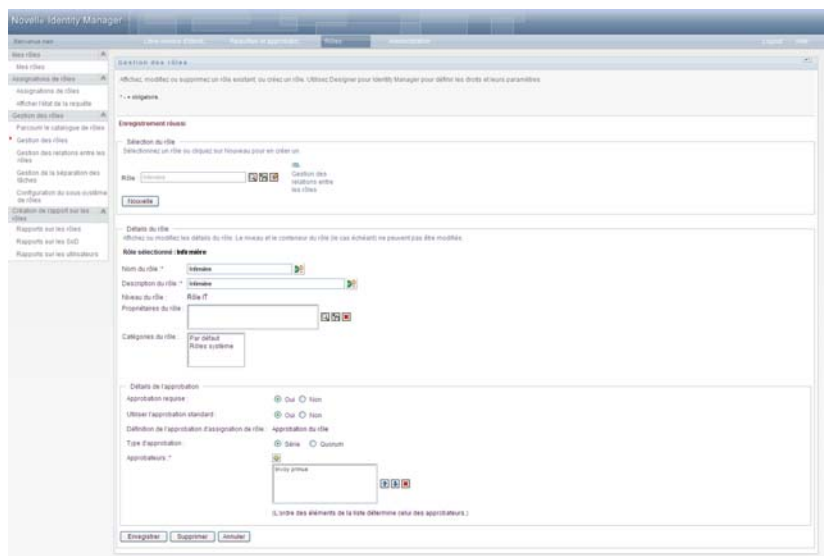 Novell® Identity Manager
Bienvenue
Rôles
Mes rôles
Mes rôles
Assignations de rôles
Assignations de rôles
Afficher l'état de la requête
Gestion des rôles
Parcourir le catalogue de rôles
Gestion des rôles
Gestion des relations entre les rôles
Gestion de la séparation des tâches
Configuration du sous-système de rôles
Création de rapport sur les rôles
Rapports sur les rôles
Rapports sur les SoD
Rapports sur les utilisateurs
Gestion des rôles
Affichez, modifiez ou supprimez un rôle existant, ou créez un rôle. Utilisez Designer pour Identity Manager pour définir les droits et leurs paramètres.
* - = obligatoire.
Enregistrement réussi:
Sélection du rôle
Sélectionnez un rôle ou cliquez sur Nouveau pour en créer un.
Rôle : Infirmière
Gestion des
relations entre
les rôles
Nouvelle
Détails du rôle
Affichez ou modifiez les détails du rôle. Le niveau et le conteneur du rôle (le cas échéant) ne peuvent pas être modifiés.
Rôle sélectionné : Infirmière
Nom du rôle : * Infirmière
Description du rôle : * Infirmière
Niveau du rôle : Rôle IT
Propriétaires du rôle :
Catégories du rôle : Par défaut
Rôles système
Détails de l'approbation
Approbation requise : Oui Non
Utiliser l'approbation standard : Oui Non
Définition de l'approbation d'assignation de rôle : Approbation du rôle
Type d'approbation : Série Quorum
Approbateurs : *
(L'ordre des éléments de la liste détermine celui des approbateurs.)
Enregistrer Supprimer Annuler